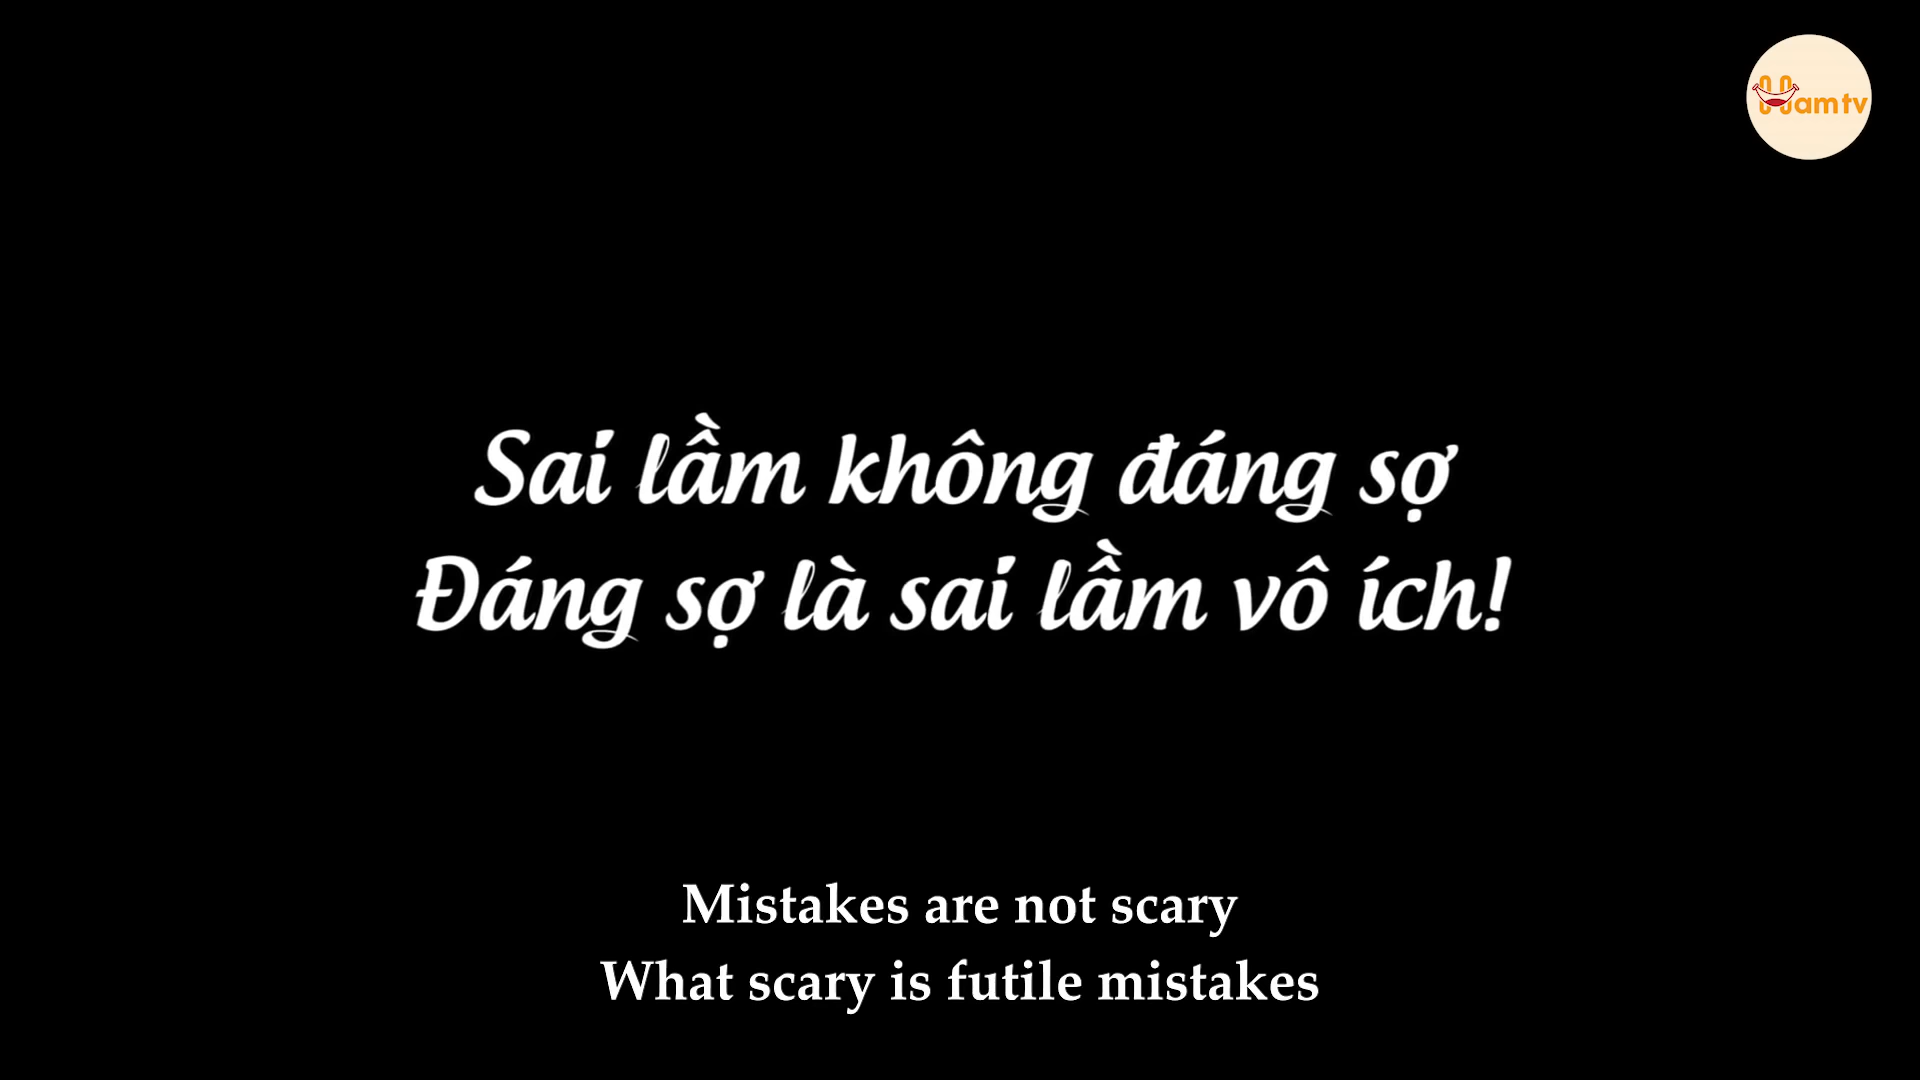 Hamtv
Sai lầm không đáng sợ
Đáng sợ là sai lầm vô ích!
Mistakes are not scary
What scary is futile mistakes